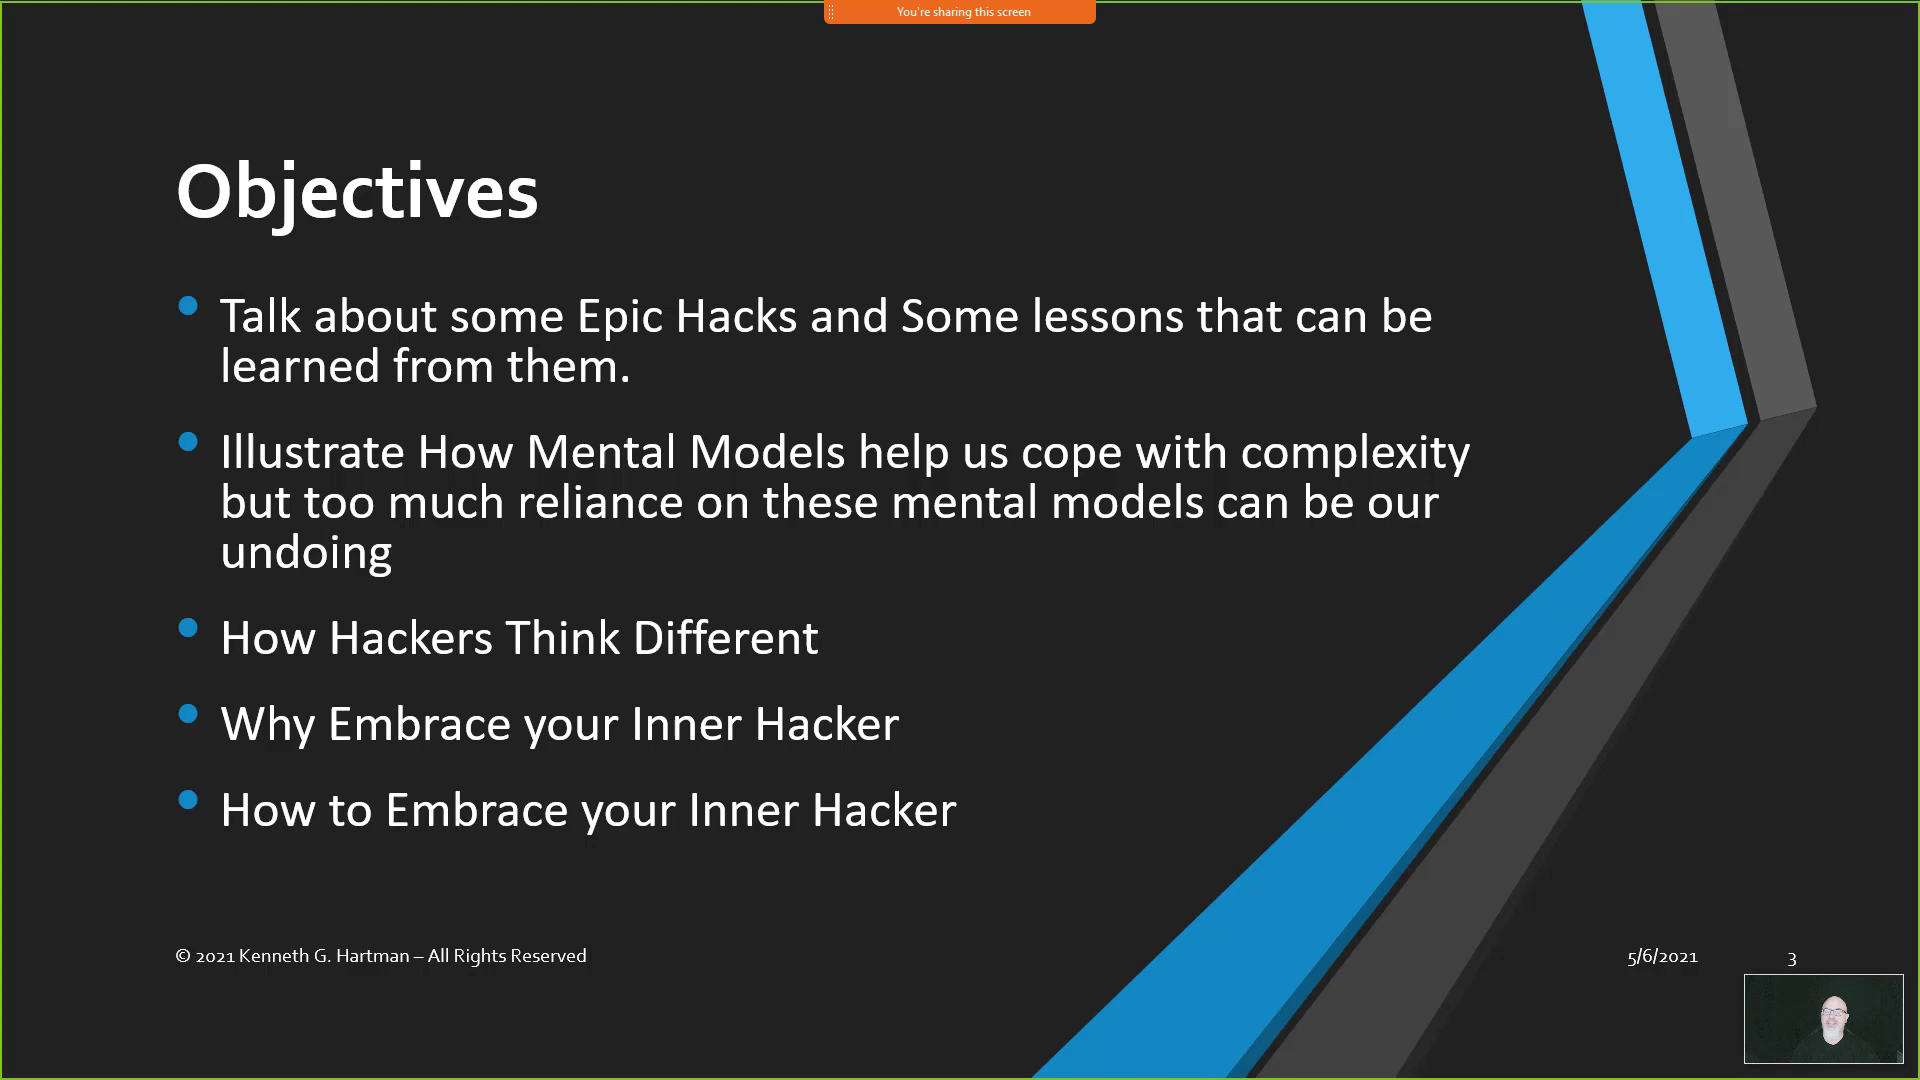 You're sharing this screen
Objectives
Talk about some Epic Hacks and Some lessons that can be
learned from them.
Illustrate How Mental Models help us cope with complexity
but too much reliance on these mental models can be our
undoing
How Hackers Think Different
Why Embrace your Inner Hacker
How to Embrace your Inner Hacker
© 2021 Kenneth G. Hartman – All Rights Reserved
5/6/2021
3